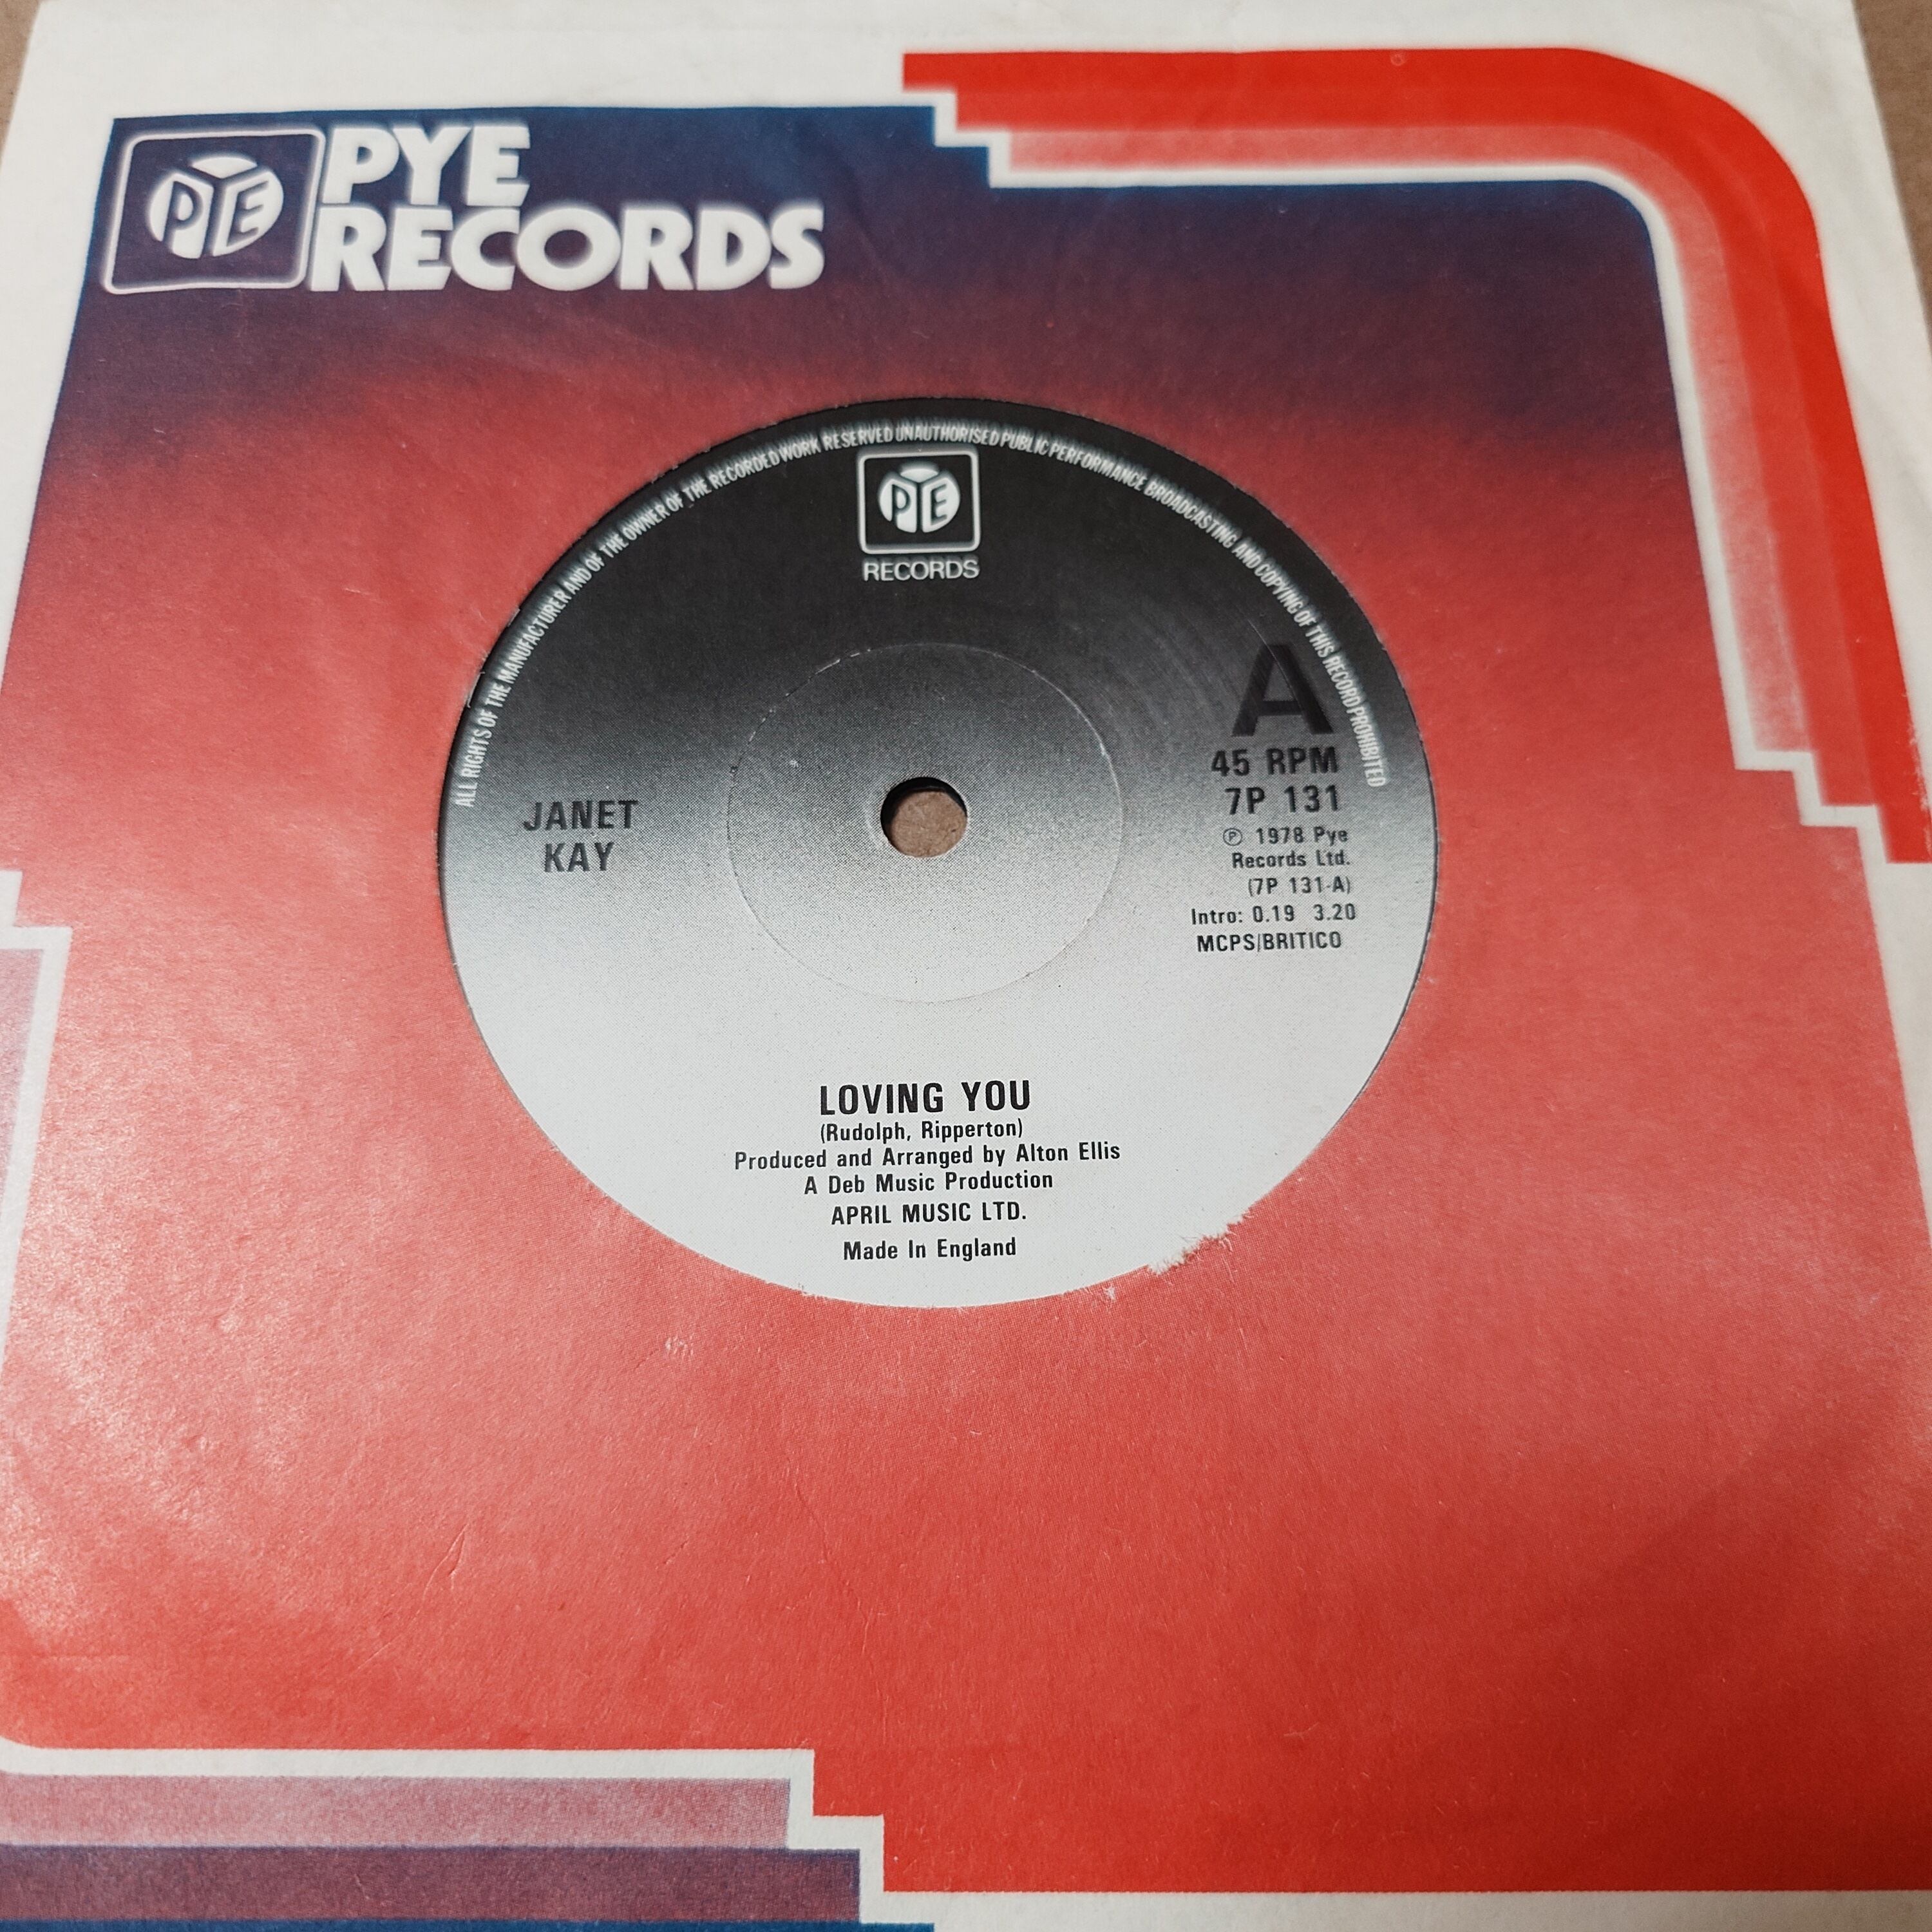 PYE
PYE
RECORDS
ALL RIGHTS OF THE MANUFACTURER AND OF THE OWNER OF THE RECORDED WORK RESERVED UNAUTHORISED PUBLIC PERFORMANCE BROADCASTING AND COPYING OF THIS RECORD PROHIBITED
PYE
RECORDS
JANET
KAY
A
45 RPM
7P 131
℗ 1978 Pye
Records Ltd.
(7P 131-A)
Intro: 0.19 3.20
MCPS/BRITICO
LOVING YOU
(Rudolph, Ripperton)
Produced and Arranged by Alton Ellis
A Deb Music Production
APRIL MUSIC LTD.
Made In England